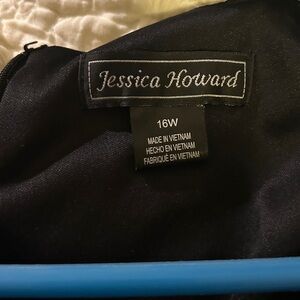 Jessica Howard
16W
MADE IN VIETNAM
HECHO EN VIETNAM
FABRIQUÉ EN VIETNAM